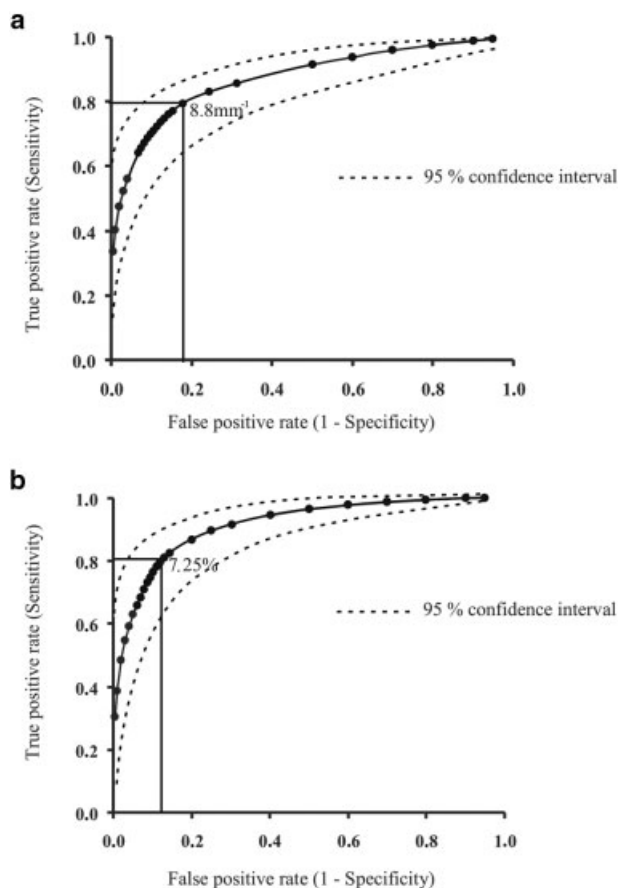 a
1.0
0.8
8.8mm-1
0.6
95 % confidence interval
0.4
0.2
0.0
True positive rate (Sensitivity)
0.0 0.2 0.4 0.6 0.8 1.0
False positive rate (1 - Specificity)
b
1.0
0.8
7.25%
0.6
95 % confidence interval
0.4
0.2
0.0
True positive rate (Sensitivity)
0.0 0.2 0.4 0.6 0.8 1.0
False positive rate (1 - Specificity)